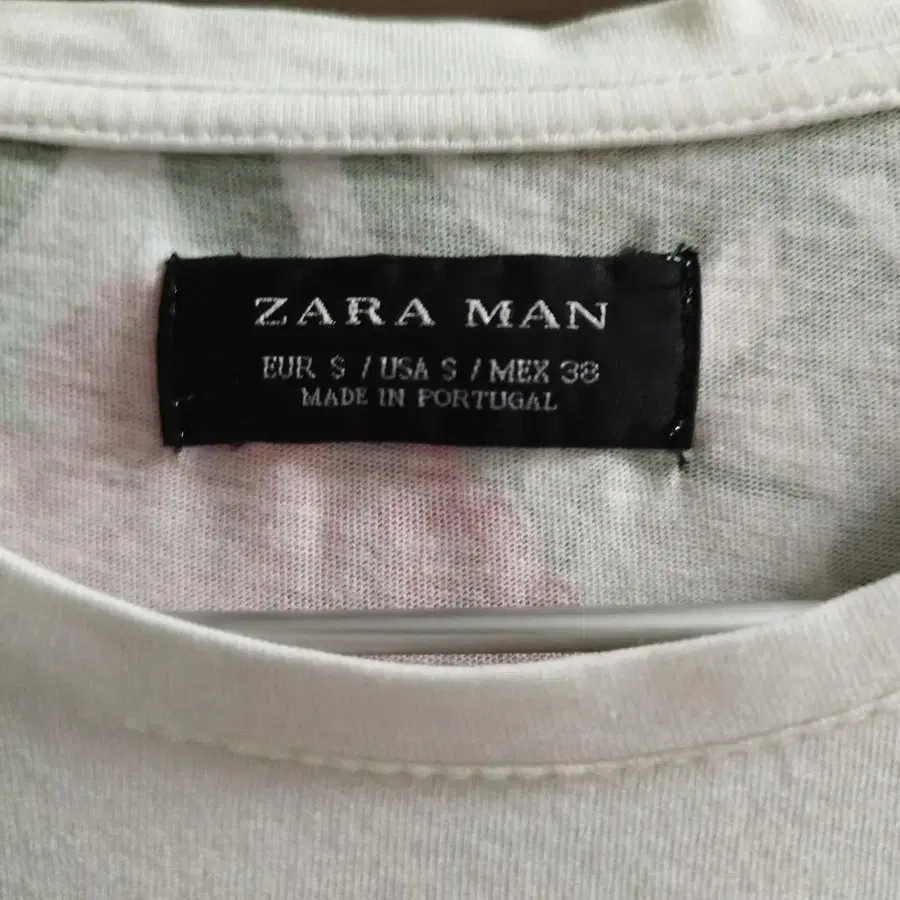 ZARA MAN
EUR S / USA S / MEX 38
MADE IN PORTUGAL